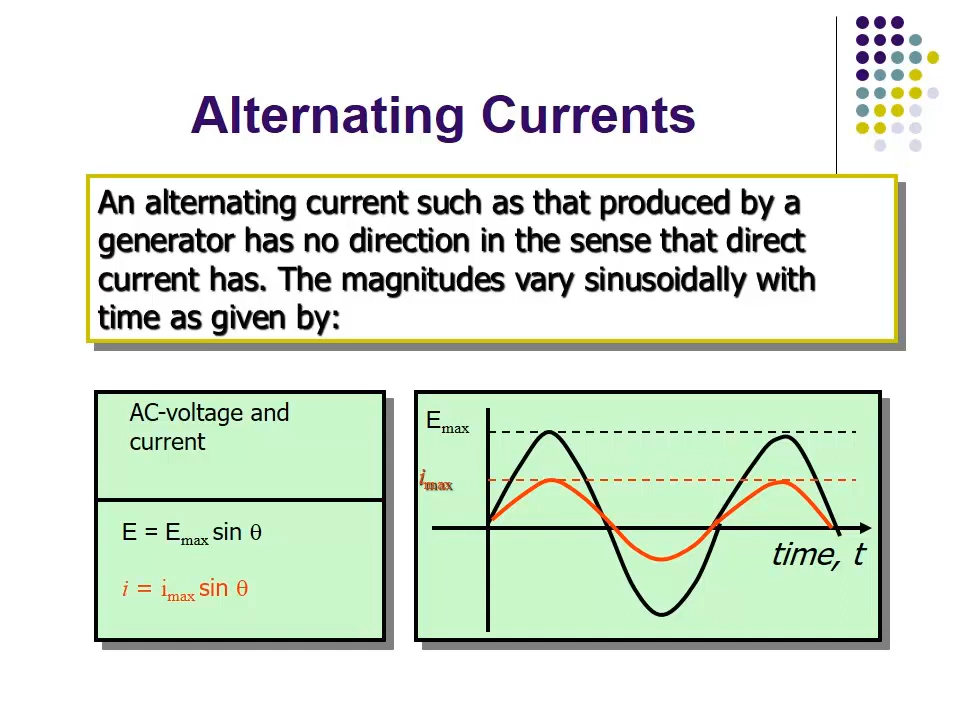 Alternating Currents
An alternating current such as that produced by a
generator has no direction in the sense that direct
current has. The magnitudes vary sinusoidally with
time as given by:
AC-voltage and
current
E = Emax sin θ
i = imax sin θ
Emax
imax
time, t